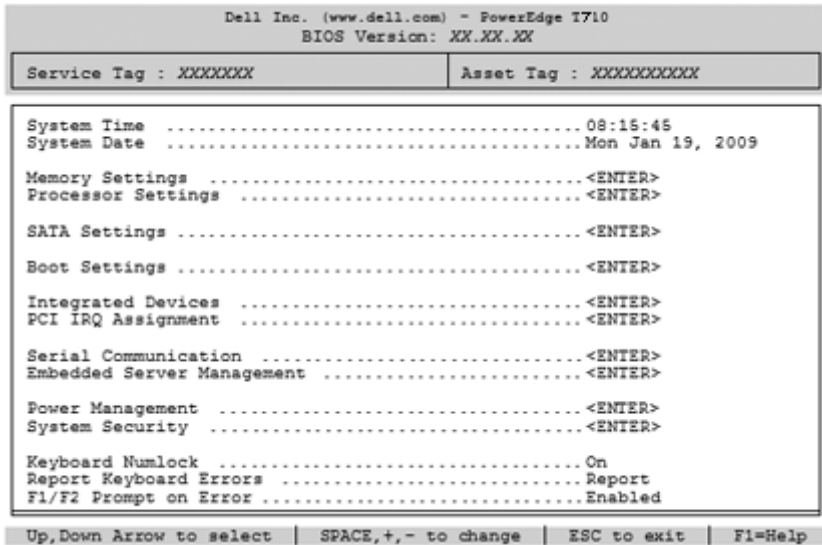 Dell Inc. (www.dell.com) - PowerEdge T710
BIOS Version: XX.XX.XX
Service Tag : XXXXXXX Asset Tag : XXXXXXXXXX
System Time ........................................ 08:15:45
System Date ........................................ Mon Jan 19, 2009
Memory Settings .................................... <ENTER>
Processor Settings ................................. <ENTER>
SATA Settings ....................................... <ENTER>
Boot Settings ....................................... <ENTER>
Integrated Devices ................................. <ENTER>
PCI IRQ Assignment ................................. <ENTER>
Serial Communication ............................... <ENTER>
Embedded Server Management ......................... <ENTER>
Power Management ................................... <ENTER>
System Security .................................... <ENTER>
Keyboard Numlock ................................... On
Report Keyboard Errors ............................. Report
F1/F2 Prompt on Error ............................... Enabled
Up,Down Arrow to select | SPACE,+,- to change | ESC to exit | F1=Help